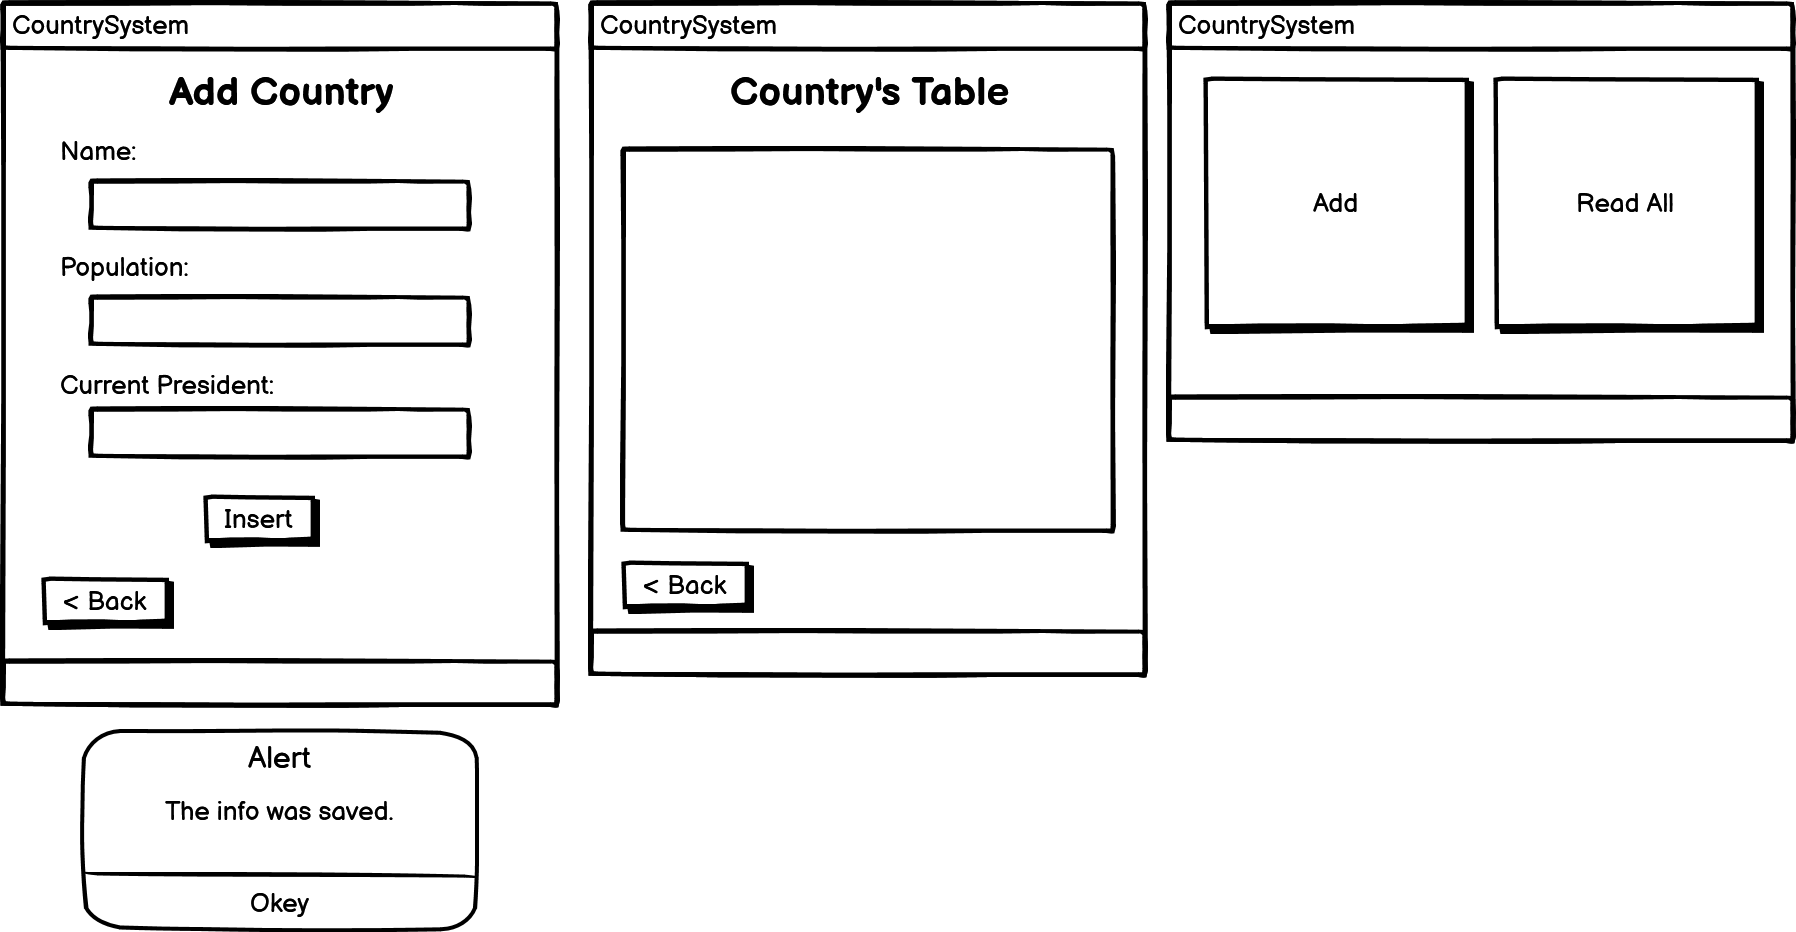 CountrySystem
Add Country
Name:
Population:
Current President:
Insert
< Back
Alert
The info was saved.
Okey
CountrySystem
Country's Table
< Back
CountrySystem
Add
Read All